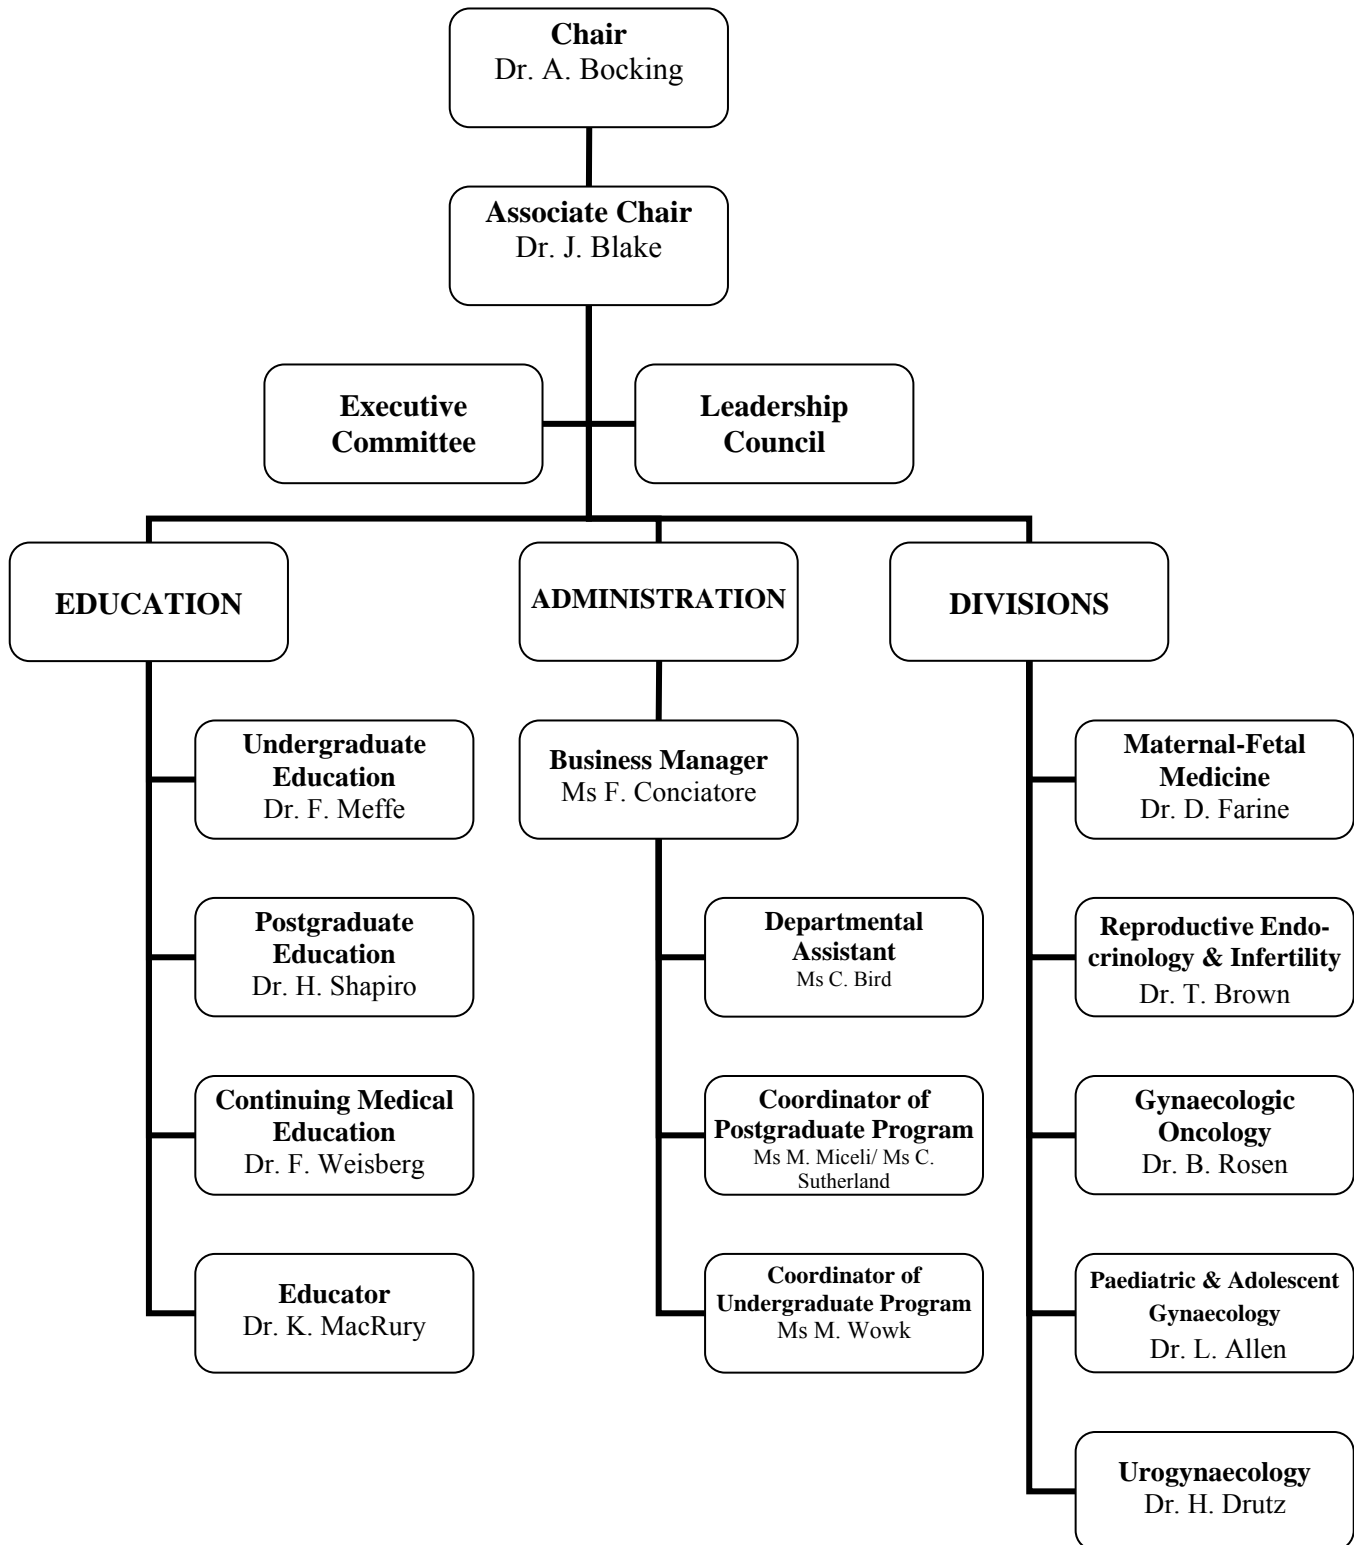 Chair
Dr. A. Bocking
Associate Chair
Dr. J. Blake
Executive
Committee
Leadership
Council
EDUCATION
ADMINISTRATION
DIVISIONS
Undergraduate
Education
Dr. F. Meffe
Postgraduate
Education
Dr. H. Shapiro
Continuing Medical
Education
Dr. F. Weisberg
Educator
Dr. K. MacRury
Business Manager
Ms F. Conciatore
Departmental
Assistant
Ms C. Bird
Coordinator of
Postgraduate Program
Ms M. Miceli/ Ms C.
Sutherland
Coordinator of
Undergraduate Program
Ms M. Wowk
Maternal-Fetal
Medicine
Dr. D. Farine
Reproductive Endo-
crinology & Infertility
Dr. T. Brown
Gynaecologic
Oncology
Dr. B. Rosen
Paediatric & Adolescent
Gynaecology
Dr. L. Allen
Urogynaecology
Dr. H. Drutz